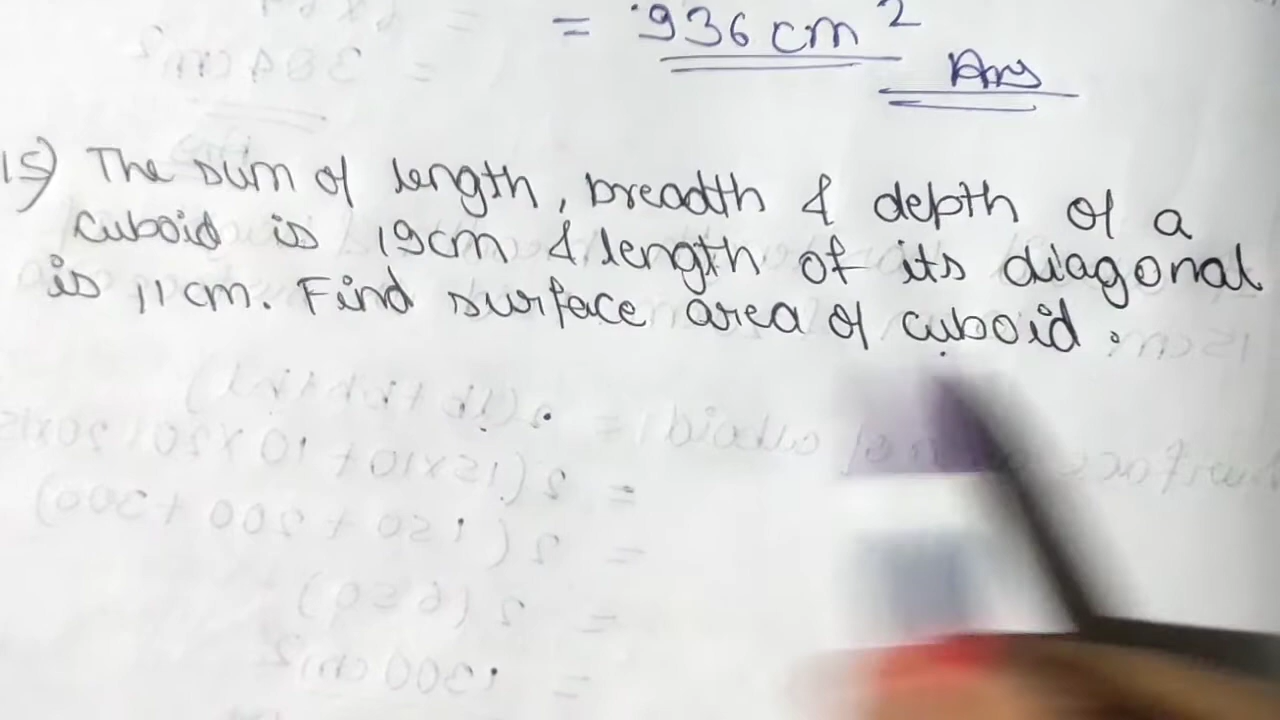 = 936 cm²
Ans
15) The sum of length, breadth & depth of a
cuboid is 19cm & length of its diagonal
is 11cm. Find surface area of cuboid.